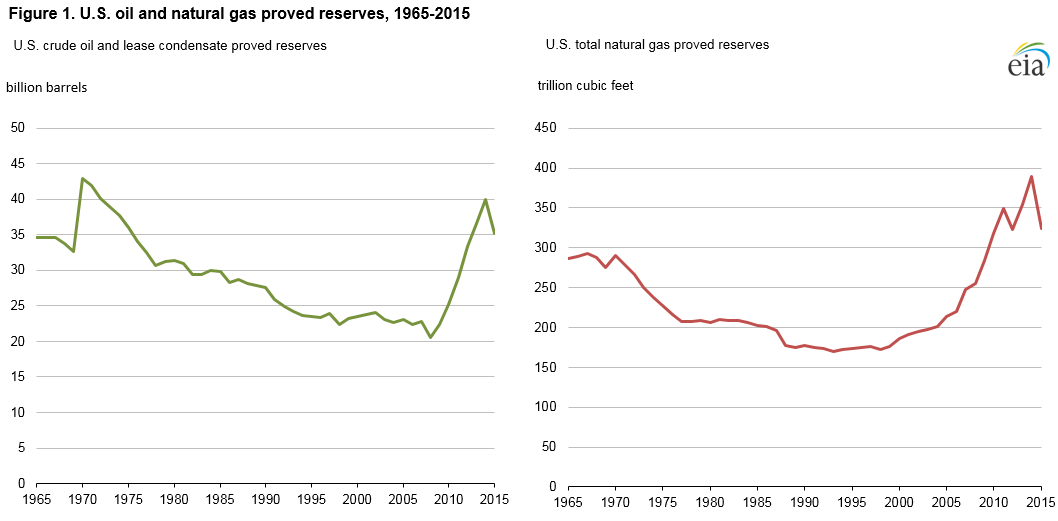 Figure 1. U.S. oil and natural gas proved reserves, 1965-2015
U.S. crude oil and lease condensate proved reserves
billion barrels
50
45
40
35
30
25
20
15
10
5
0
1965 1970 1975 1980 1985 1990 1995 2000 2005 2010 2015
U.S. total natural gas proved reserves
eia
trillion cubic feet
450
400
350
300
250
200
150
100
50
0
1965 1970 1975 1980 1985 1990 1995 2000 2005 2010 2015